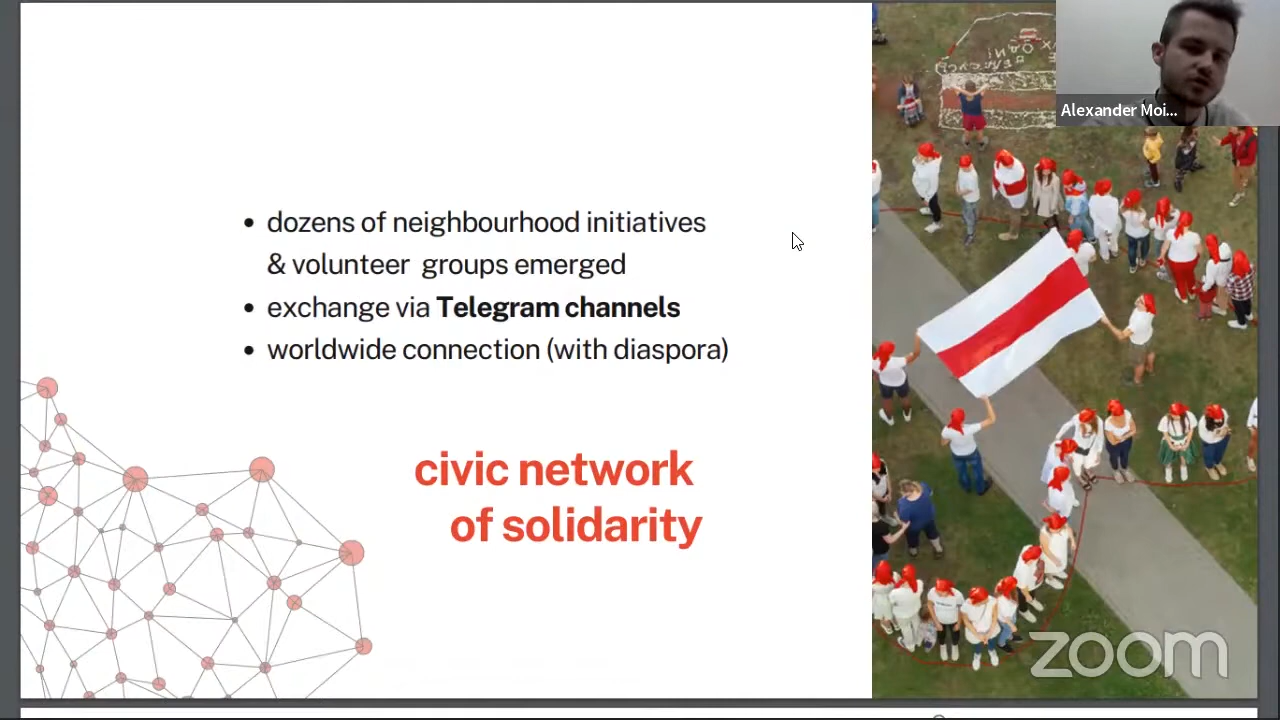 Alexander Moi...
• dozens of neighbourhood initiatives
& volunteer groups emerged
• exchange via Telegram channels
• worldwide connection (with diaspora)
civic network
of solidarity
zoom